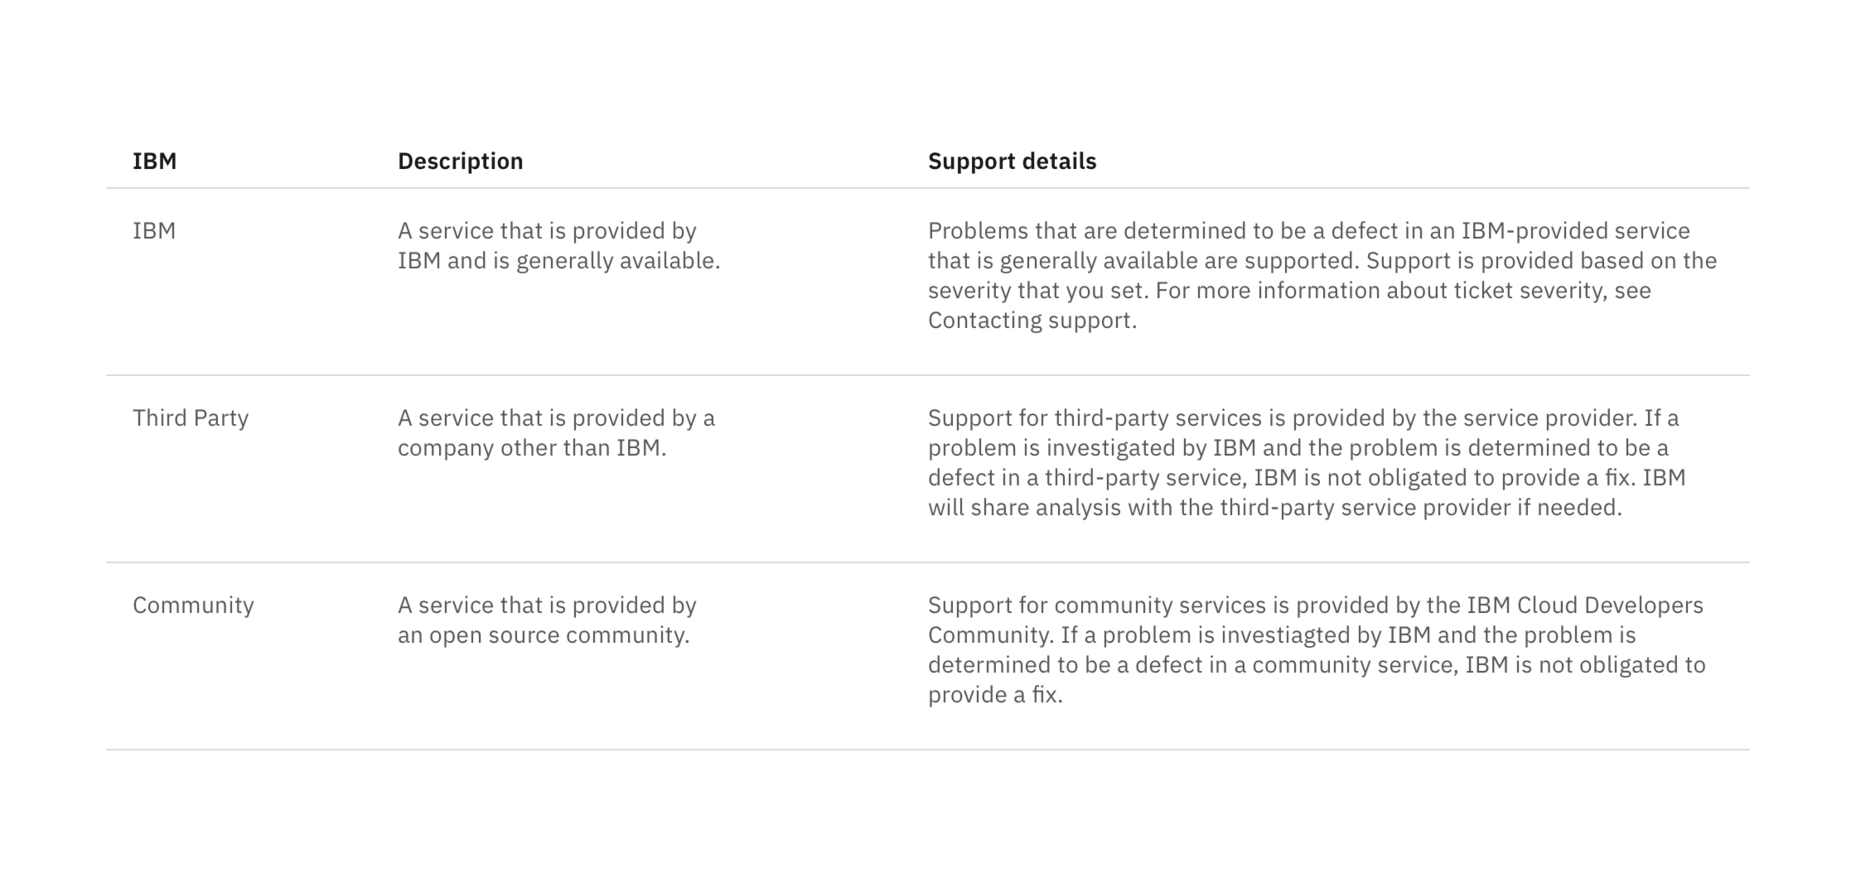 IBM
Description
Support details
IBM
A service that is provided by
IBM and is generally available.
Problems that are determined to be a defect in an IBM-provided service
that is generally available are supported. Support is provided based on the
severity that you set. For more information about ticket severity, see
Contacting support.
Third Party
A service that is provided by a
company other than IBM.
Support for third-party services is provided by the service provider. If a
problem is investigated by IBM and the problem is determined to be a
defect in a third-party service, IBM is not obligated to provide a fix. IBM
will share analysis with the third-party service provider if needed.
Community
A service that is provided by
an open source community.
Support for community services is provided by the IBM Cloud Developers
Community. If a problem is investiagted by IBM and the problem is
determined to be a defect in a community service, IBM is not obligated to
provide a fix.